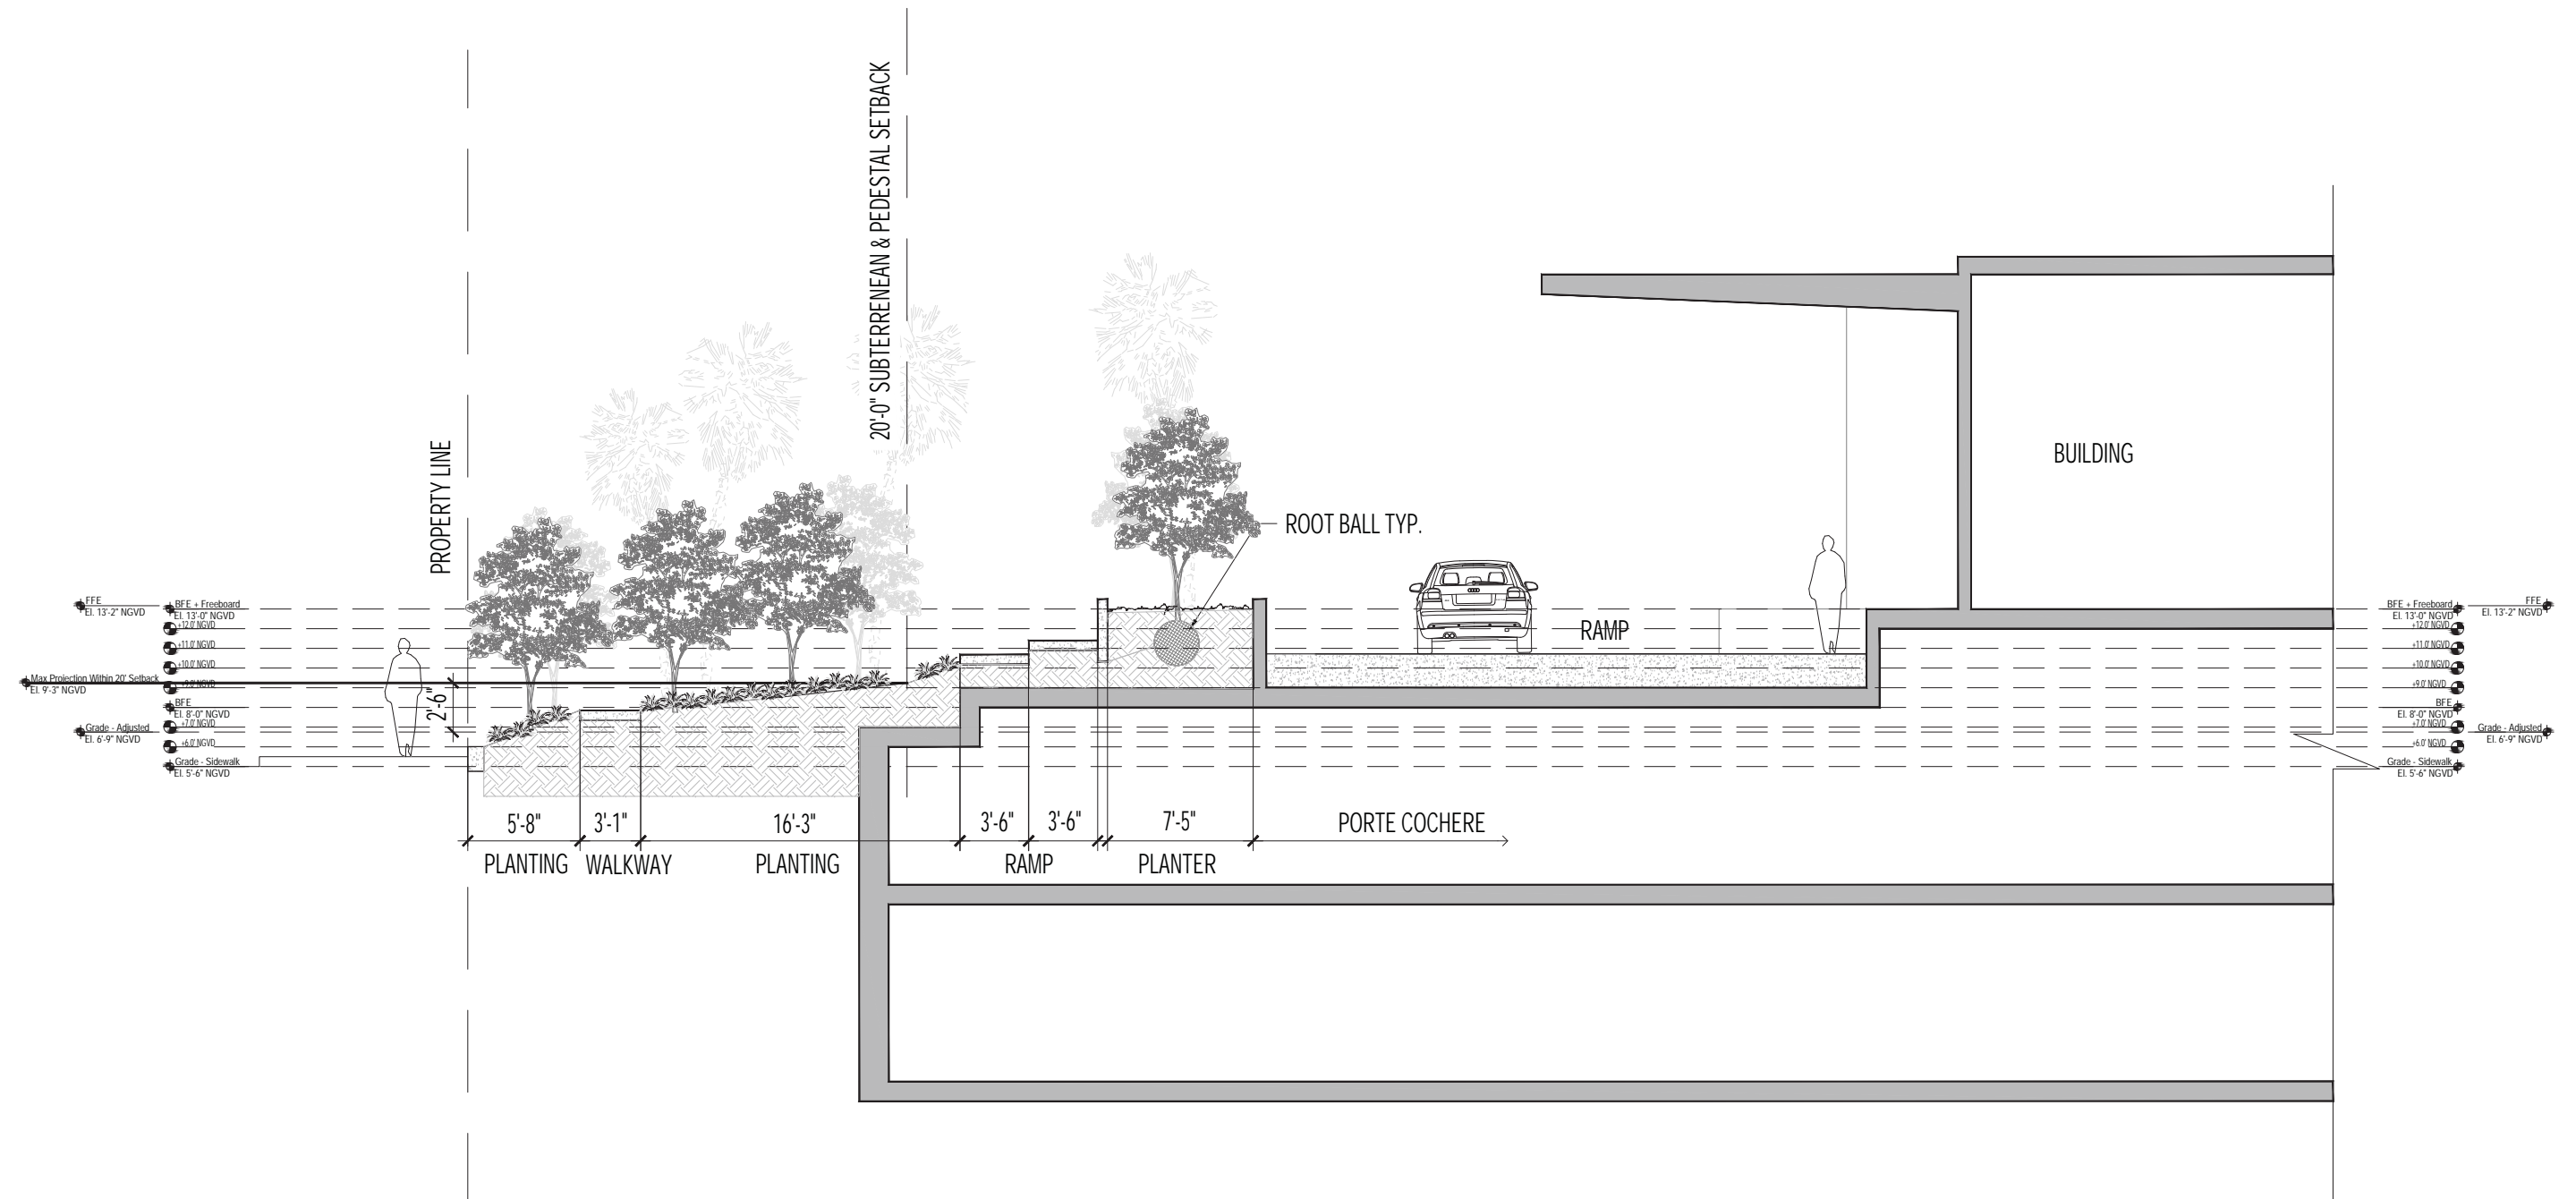 20'-0" SUBTERRENEAN & PEDESTAL SETBACK
PROPERTY LINE
BUILDING
ROOT BALL TYP.
RAMP
FFE
El. 13'-2" NGVD
BFE + Freeboard
El. 13'-0" NGVD
+12.0' NGVD
+11.0' NGVD
+10.0' NGVD
Max Projection Within 20' Setback
El. 9'-3" NGVD
+9.0' NGVD
BFE
El. 8'-0" NGVD
+7.0' NGVD
Grade - Adjusted
El. 6'-9" NGVD
+6.0' NGVD
Grade - Sidewalk
El. 5'-6" NGVD
2'-6"
BFE + Freeboard
El. 13'-0" NGVD
FFE
El. 13'-2" NGVD
+12.0' NGVD
+11.0' NGVD
+10.0' NGVD
+9.0' NGVD
BFE
El. 8'-0" NGVD
+7.0' NGVD
Grade - Adjusted
El. 6'-9" NGVD
+6.0' NGVD
Grade - Sidewalk
El. 5'-6" NGVD
5'-8"
3'-1"
16'-3"
3'-6"
3'-6"
7'-5"
PORTE COCHERE
PLANTING
WALKWAY
PLANTING
RAMP
PLANTER